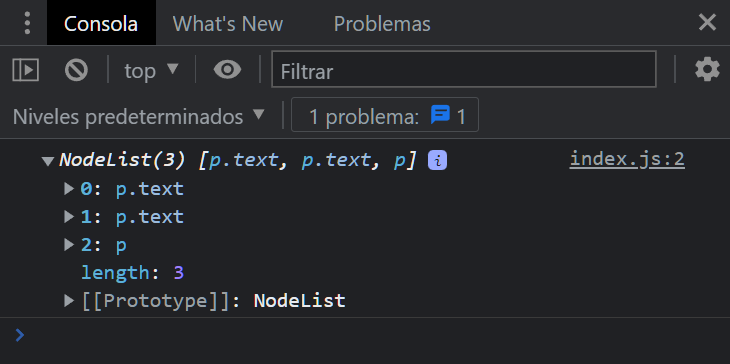 Consola What's New Problemas
top Filtrar
Niveles predeterminados 1 problema: 1
NodeList(3) [p.text, p.text, p] i index.js:2
0: p.text
1: p.text
2: p
length: 3
[[Prototype]]: NodeList